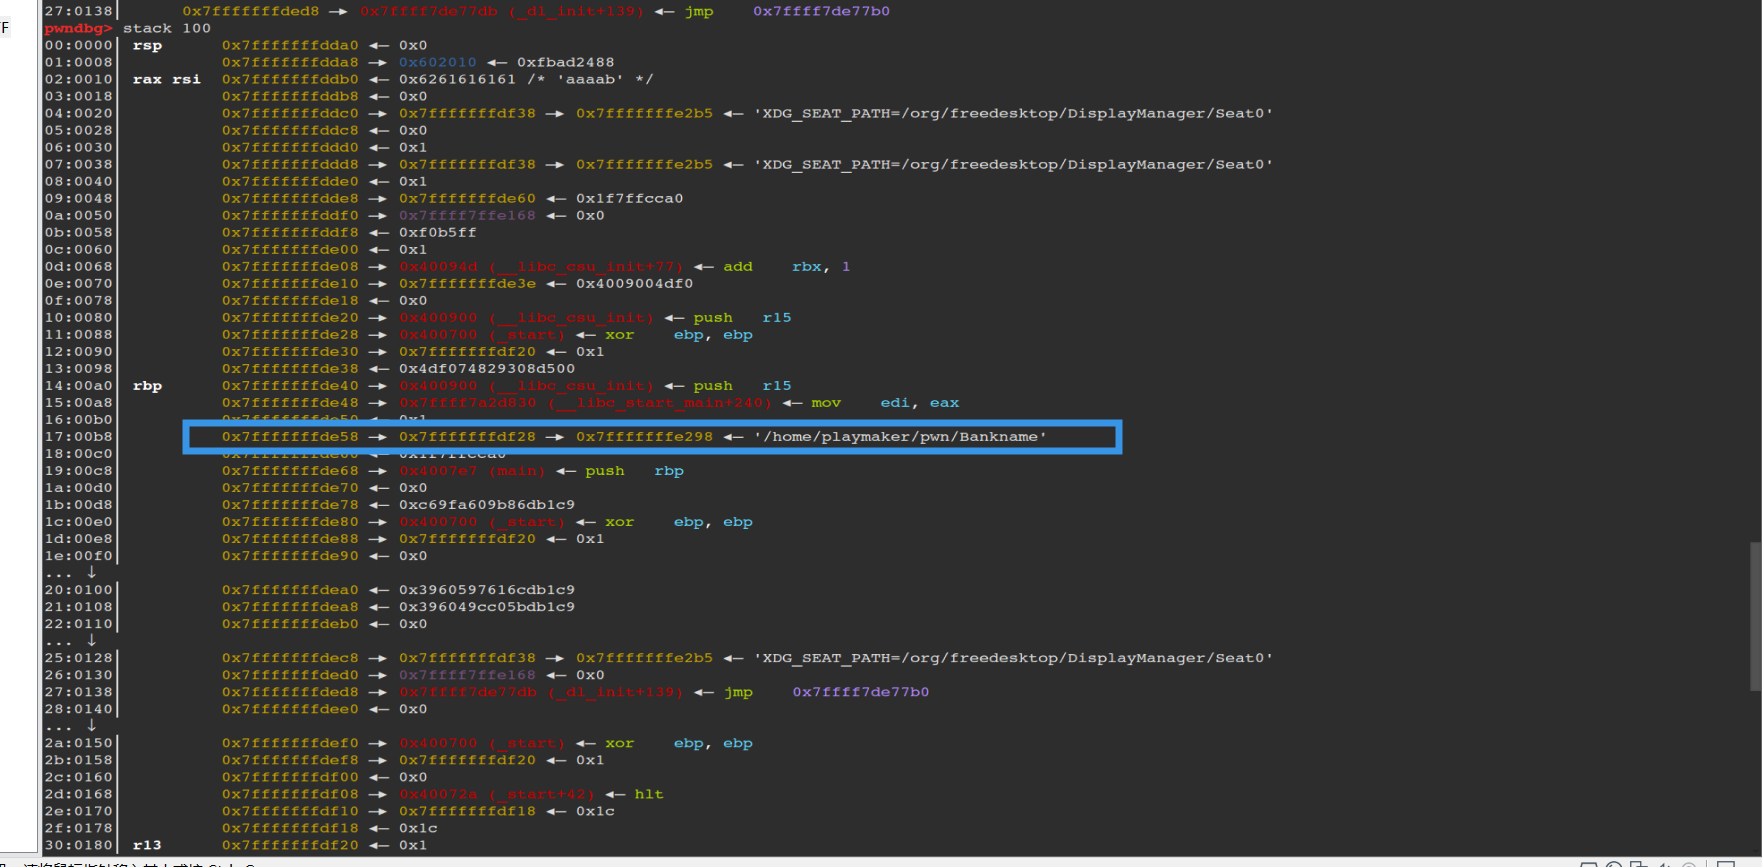 27:0138│ 0x7fffffffded8 —▸ 0x7ffff7de77db (_dl_init+139) ◂— jmp 0x7ffff7de77b0
pwndbg> stack 100
00:0000│ rsp 0x7fffffffdda0 ◂— 0x0
01:0008│ 0x7fffffffdda8 —▸ 0x602010 ◂— 0xfbad2488
02:0010│ rax rsi 0x7fffffffddb0 ◂— 0x6261616161 /* 'aaaab' */
03:0018│ 0x7fffffffddb8 ◂— 0x0
04:0020│ 0x7fffffffddc0 —▸ 0x7fffffffdf38 —▸ 0x7fffffffe2b5 ◂— 'XDG_SEAT_PATH=/org/freedesktop/DisplayManager/Seat0'
05:0028│ 0x7fffffffddc8 ◂— 0x0
06:0030│ 0x7fffffffddd0 ◂— 0x1
07:0038│ 0x7fffffffddd8 —▸ 0x7fffffffdf38 —▸ 0x7fffffffe2b5 ◂— 'XDG_SEAT_PATH=/org/freedesktop/DisplayManager/Seat0'
08:0040│ 0x7fffffffdde0 ◂— 0x1
09:0048│ 0x7fffffffdde8 —▸ 0x7fffffffde60 ◂— 0x1f7ffcca0
0a:0050│ 0x7fffffffddf0 —▸ 0x7ffff7ffe168 ◂— 0x0
0b:0058│ 0x7fffffffddf8 ◂— 0xf0b5ff
0c:0060│ 0x7fffffffde00 ◂— 0x1
0d:0068│ 0x7fffffffde08 —▸ 0x40094d (__libc_csu_init+77) ◂— add rbx, 1
0e:0070│ 0x7fffffffde10 —▸ 0x7fffffffde3e ◂— 0x4009004df0
0f:0078│ 0x7fffffffde18 ◂— 0x0
10:0080│ 0x7fffffffde20 —▸ 0x400900 (__libc_csu_init) ◂— push r15
11:0088│ 0x7fffffffde28 —▸ 0x400700 (_start) ◂— xor ebp, ebp
12:0090│ 0x7fffffffde30 —▸ 0x7fffffffdf20 ◂— 0x1
13:0098│ 0x7fffffffde38 ◂— 0x4df074829308d500
14:00a0│ rbp 0x7fffffffde40 —▸ 0x400900 (__libc_csu_init) ◂— push r15
15:00a8│ 0x7fffffffde48 —▸ 0x7ffff7a2d830 (__libc_start_main+240) ◂— mov edi, eax
16:00b0│ 0x7fffffffde50 ◂— 0x1
17:00b8│ 0x7fffffffde58 —▸ 0x7fffffffdf28 —▸ 0x7fffffffe298 ◂— '/home/playmaker/pwn/Bankname'
18:00c0│ 0x7fffffffde60 ◂— 0x1f7ffcca0
19:00c8│ 0x7fffffffde68 —▸ 0x4007e7 (main) ◂— push rbp
1a:00d0│ 0x7fffffffde70 ◂— 0x0
1b:00d8│ 0x7fffffffde78 ◂— 0xc69fa609b86db1c9
1c:00e0│ 0x7fffffffde80 —▸ 0x400700 (_start) ◂— xor ebp, ebp
1d:00e8│ 0x7fffffffde88 —▸ 0x7fffffffdf20 ◂— 0x1
1e:00f0│ 0x7fffffffde90 ◂— 0x0
... ↓
20:0100│ 0x7fffffffdea0 ◂— 0x3960597616cdb1c9
21:0108│ 0x7fffffffdea8 ◂— 0x396049cc05bdb1c9
22:0110│ 0x7fffffffdeb0 ◂— 0x0
... ↓
25:0128│ 0x7fffffffdec8 —▸ 0x7fffffffdf38 —▸ 0x7fffffffe2b5 ◂— 'XDG_SEAT_PATH=/org/freedesktop/DisplayManager/Seat0'
26:0130│ 0x7fffffffded0 —▸ 0x7ffff7ffe168 ◂— 0x0
27:0138│ 0x7fffffffded8 —▸ 0x7ffff7de77db (_dl_init+139) ◂— jmp 0x7ffff7de77b0
28:0140│ 0x7fffffffdee0 ◂— 0x0
... ↓
2a:0150│ 0x7fffffffdef0 —▸ 0x400700 (_start) ◂— xor ebp, ebp
2b:0158│ 0x7fffffffdef8 —▸ 0x7fffffffdf20 ◂— 0x1
2c:0160│ 0x7fffffffdf00 ◂— 0x0
2d:0168│ 0x7fffffffdf08 —▸ 0x40072a (_start+42) ◂— hlt
2e:0170│ 0x7fffffffdf10 —▸ 0x7fffffffdf18 ◂— 0x1c
2f:0178│ 0x7fffffffdf18 ◂— 0x1c
30:0180│ r13 0x7fffffffdf20 ◂— 0x1